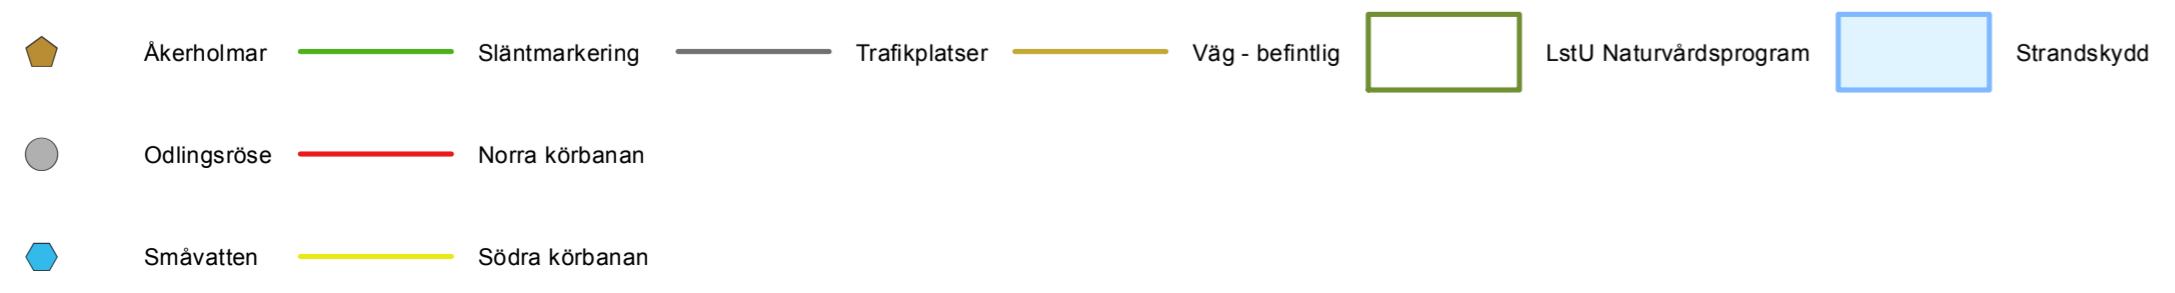 Åkerholmar Släntmarkering Trafikplatser Väg - befintlig LstU Naturvårdsprogram Strandskydd
Odlingsröse Norra körbanan
Småvatten Södra körbanan